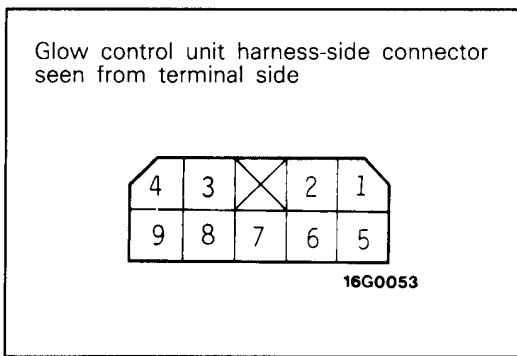 Glow control unit harness-side connector
seen from terminal side
4 3 2 1
9 8 7 6 5
16G0053